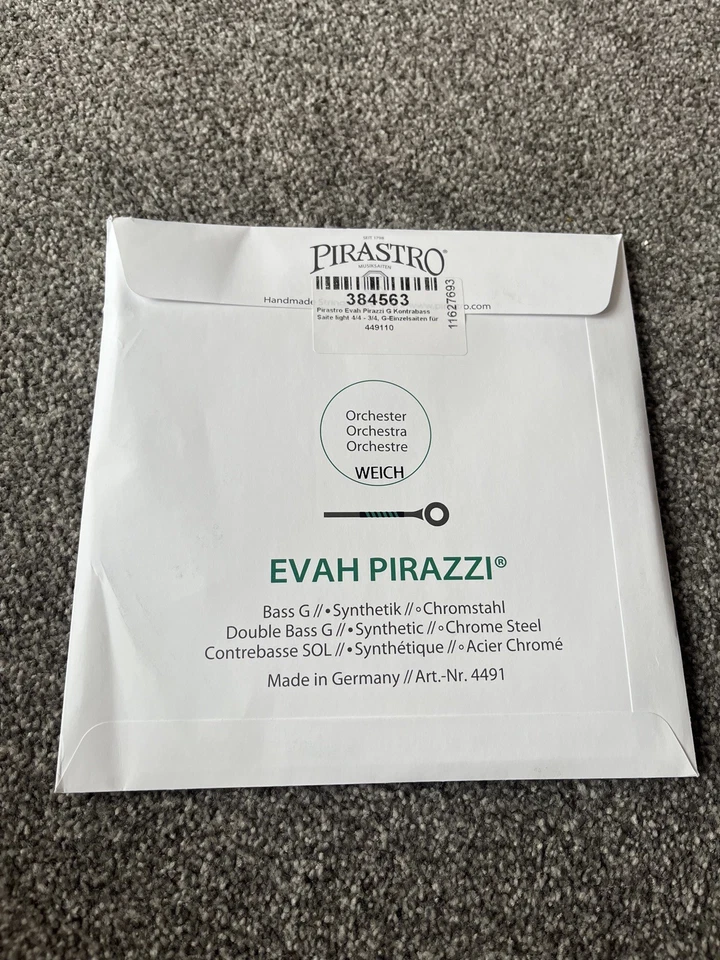 SEIT 1798
PIRASTRO®
MUSIKSAITEN
Handmade
.com
384563
Pirastro Evah Pirazzi G Kontrabass
Saite light 4/4 - 3/4, G-Einzelsaiten für
449110
11627693
Orchester
Orchestra
Orchestre
WEICH
EVAH PIRAZZI®
Bass G //•Synthetik //∘Chromstahl
Double Bass G //•Synthetic //∘Chrome Steel
Contrebasse SOL //•Synthétique //∘Acier Chromé
Made in Germany // Art.-Nr. 4491